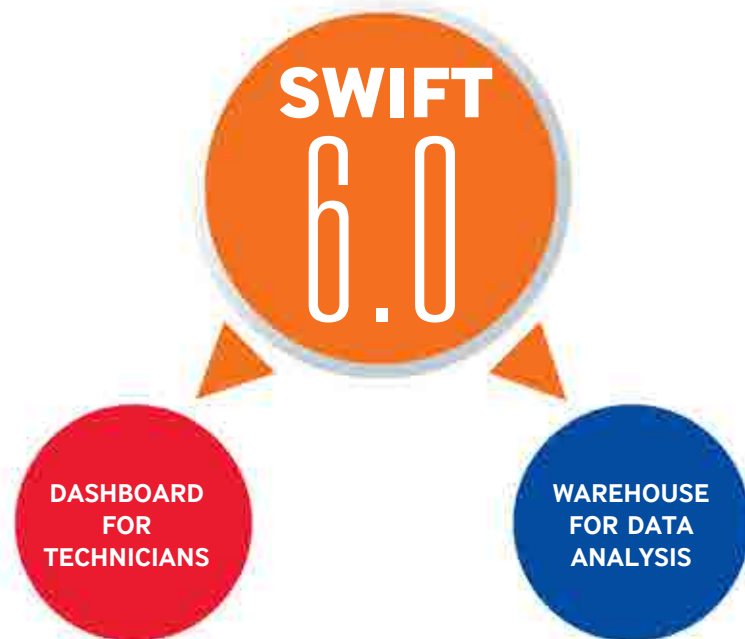 SWIFT
6.0
DASHBOARD
FOR
TECHNICIANS
WAREHOUSE
FOR DATA
ANALYSIS